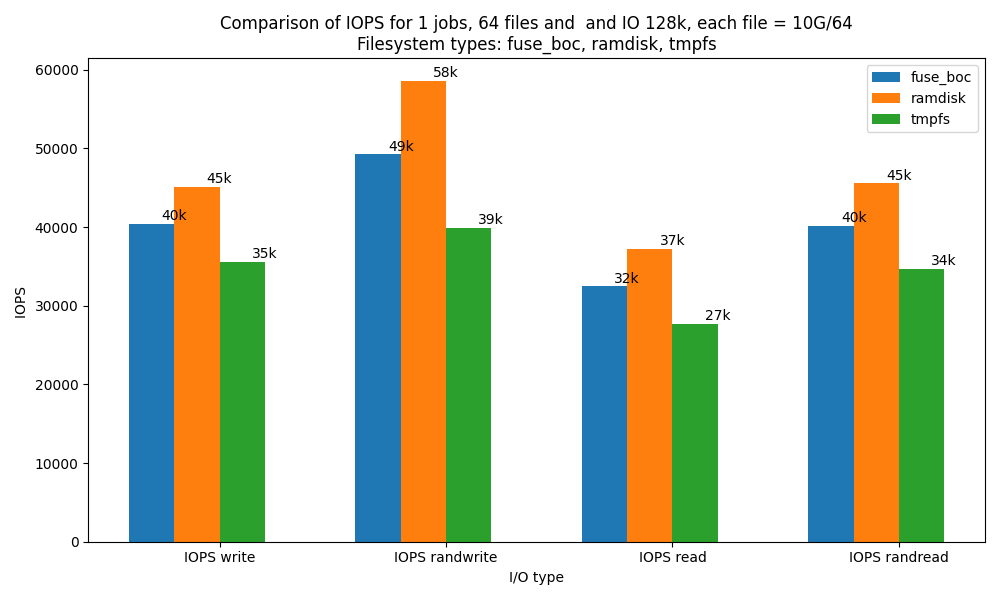 Comparison of IOPS for 1 jobs, 64 files and  and IO 128k, each file = 10G/64
Filesystem types: fuse_boc, ramdisk, tmpfs
fuse_boc
ramdisk
tmpfs
IOPS
60000
50000
40000
30000
20000
10000
0
40k
45k
35k
49k
58k
39k
32k
37k
27k
40k
45k
34k
IOPS write
IOPS randwrite
IOPS read
IOPS randread
I/O type